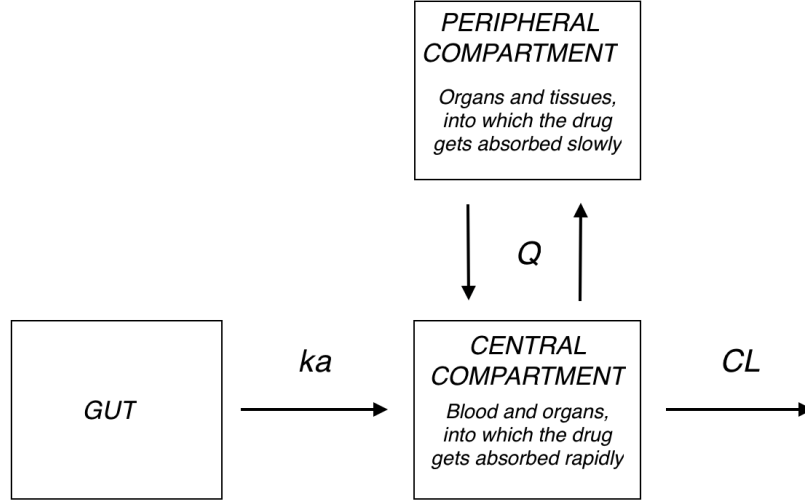 PERIPHERAL
COMPARTMENT
Organs and tissues,
into which the drug
gets absorbed slowly
Q
GUT
ka
CENTRAL
COMPARTMENT
Blood and organs,
into which the drug
gets absorbed rapidly
CL